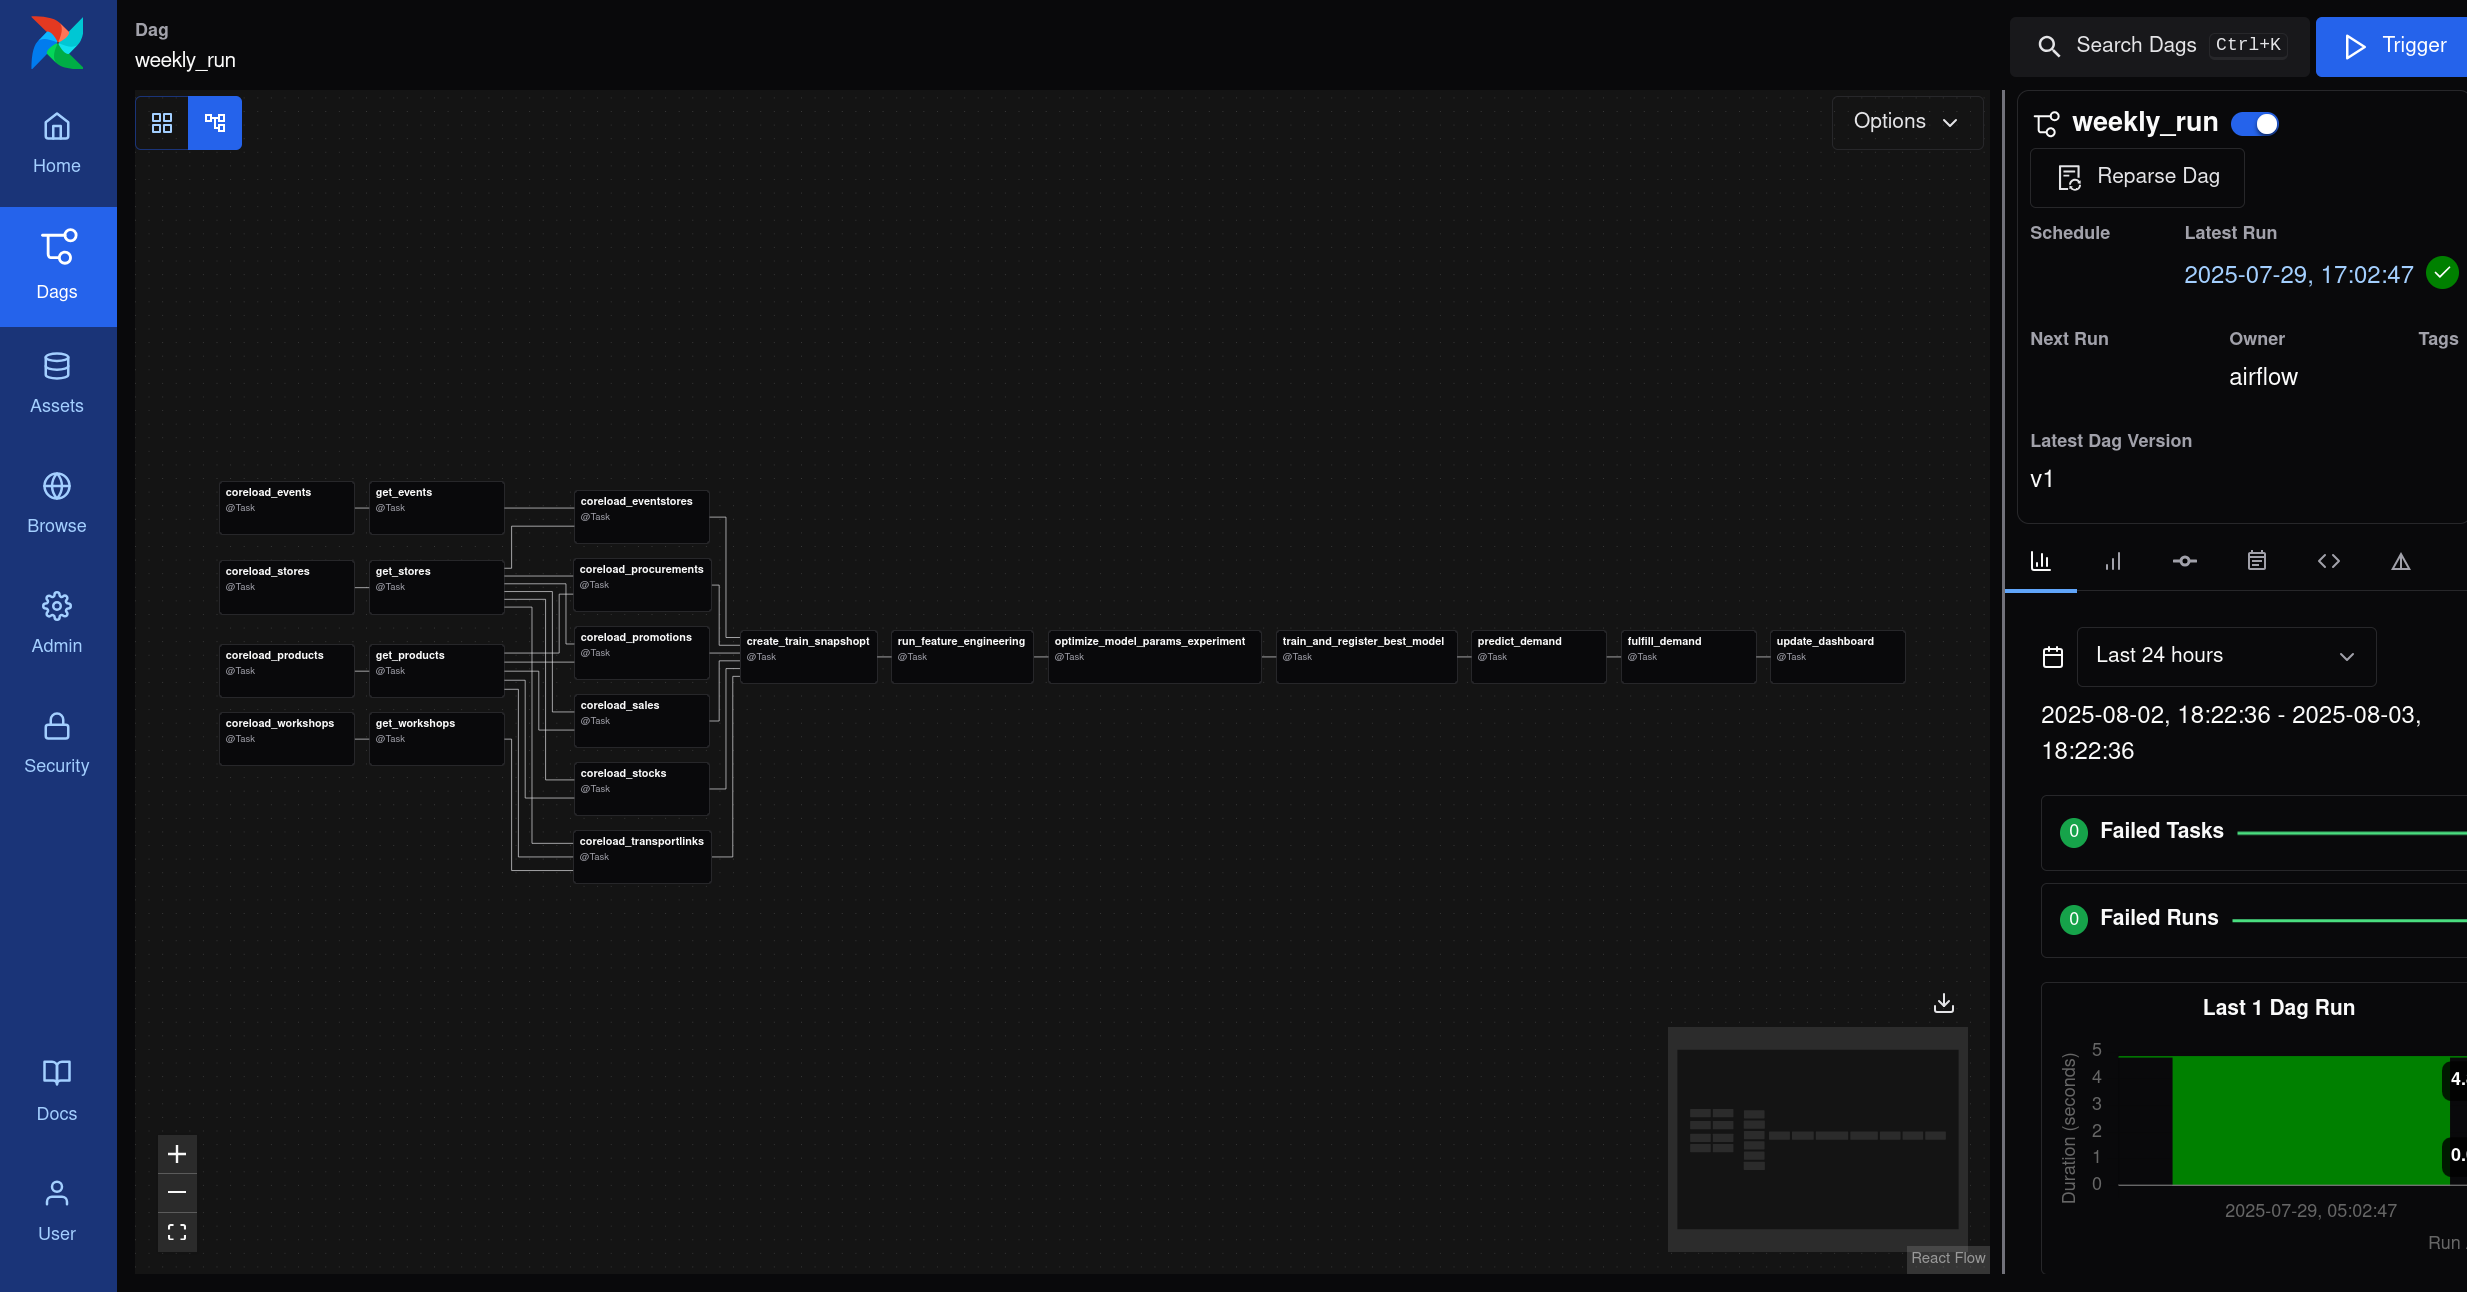 Dag
weekly_run
Search Dags Ctrl+K
Trigger
Home
Dags
Assets
Browse
Admin
Security
Docs
User
Options
coreload_events
@Task
get_events
@Task
coreload_eventstores
@Task
coreload_stores
@Task
get_stores
@Task
coreload_procurements
@Task
coreload_products
@Task
get_products
@Task
coreload_promotions
@Task
coreload_workshops
@Task
get_workshops
@Task
coreload_sales
@Task
coreload_stocks
@Task
coreload_transportlinks
@Task
create_train_snapshopt
@Task
run_feature_engineering
@Task
optimize_model_params_experiment
@Task
train_and_register_best_model
@Task
predict_demand
@Task
fulfill_demand
@Task
update_dashboard
@Task
React Flow
weekly_run
Reparse Dag
Schedule
Latest Run
2025-07-29, 17:02:47
Next Run
Owner
Tags
airflow
Latest Dag Version
v1
Last 24 hours
2025-08-02, 18:22:36 - 2025-08-03,
18:22:36
0 Failed Tasks
0 Failed Runs
Last 1 Dag Run
Duration (seconds)
5
4
3
2
1
0
4.
0.
2025-07-29, 05:02:47
Run